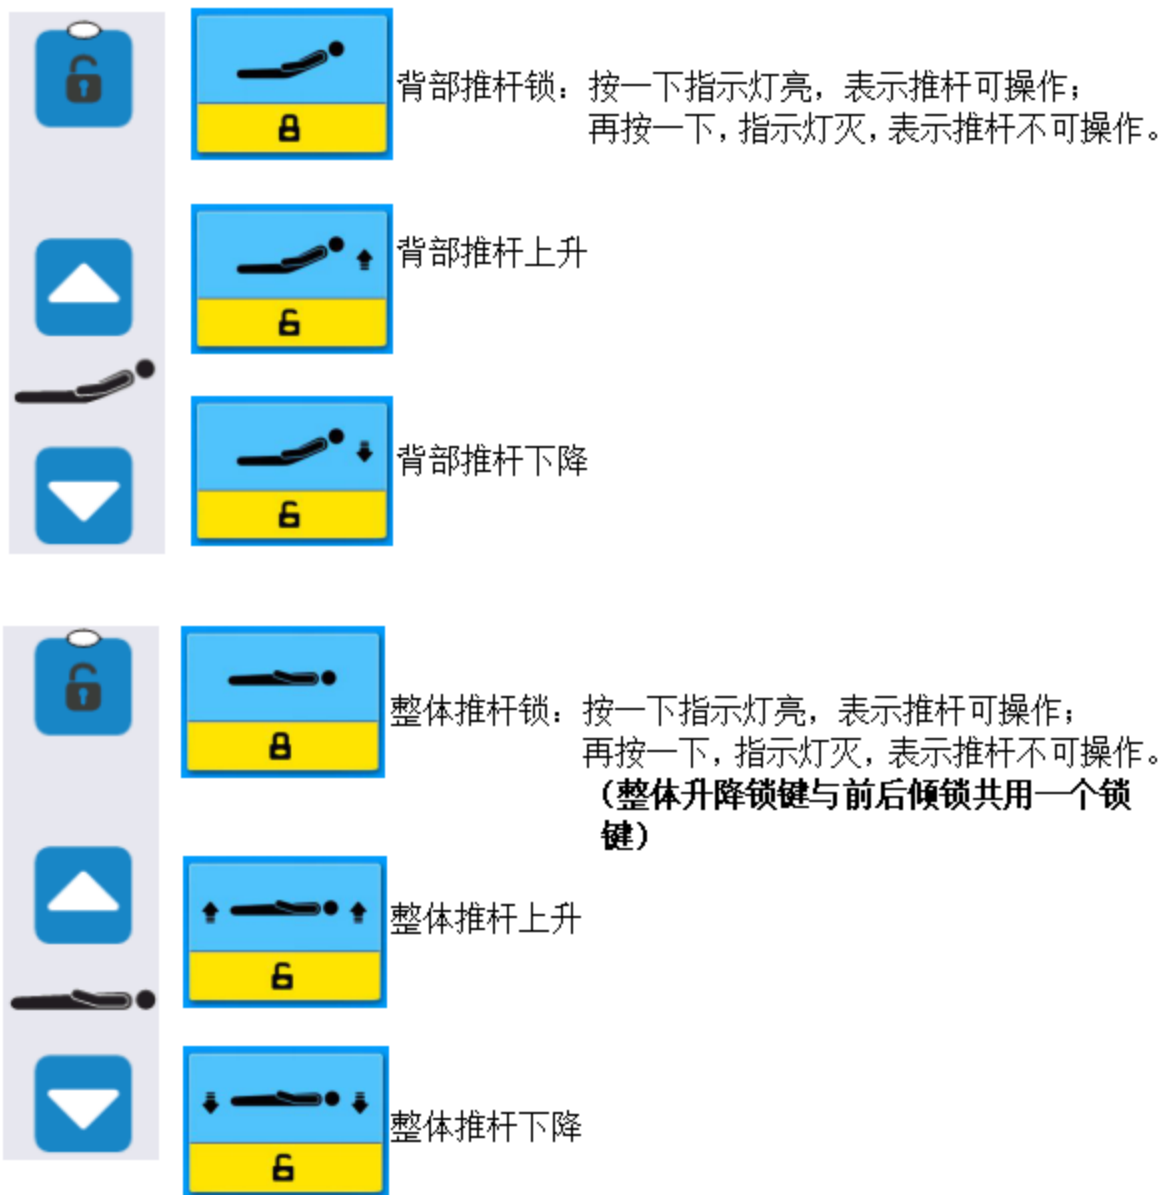 背部推杆锁：按一下指示灯亮，表示推杆可操作；
再按一下，指示灯灭，表示推杆不可操作。
背部推杆上升
背部推杆下降
整体推杆锁：按一下指示灯亮，表示推杆可操作；
再按一下，指示灯灭，表示推杆不可操作。
（整体升降锁键与前后倾锁共用一个锁
键）
整体推杆上升
整体推杆下降